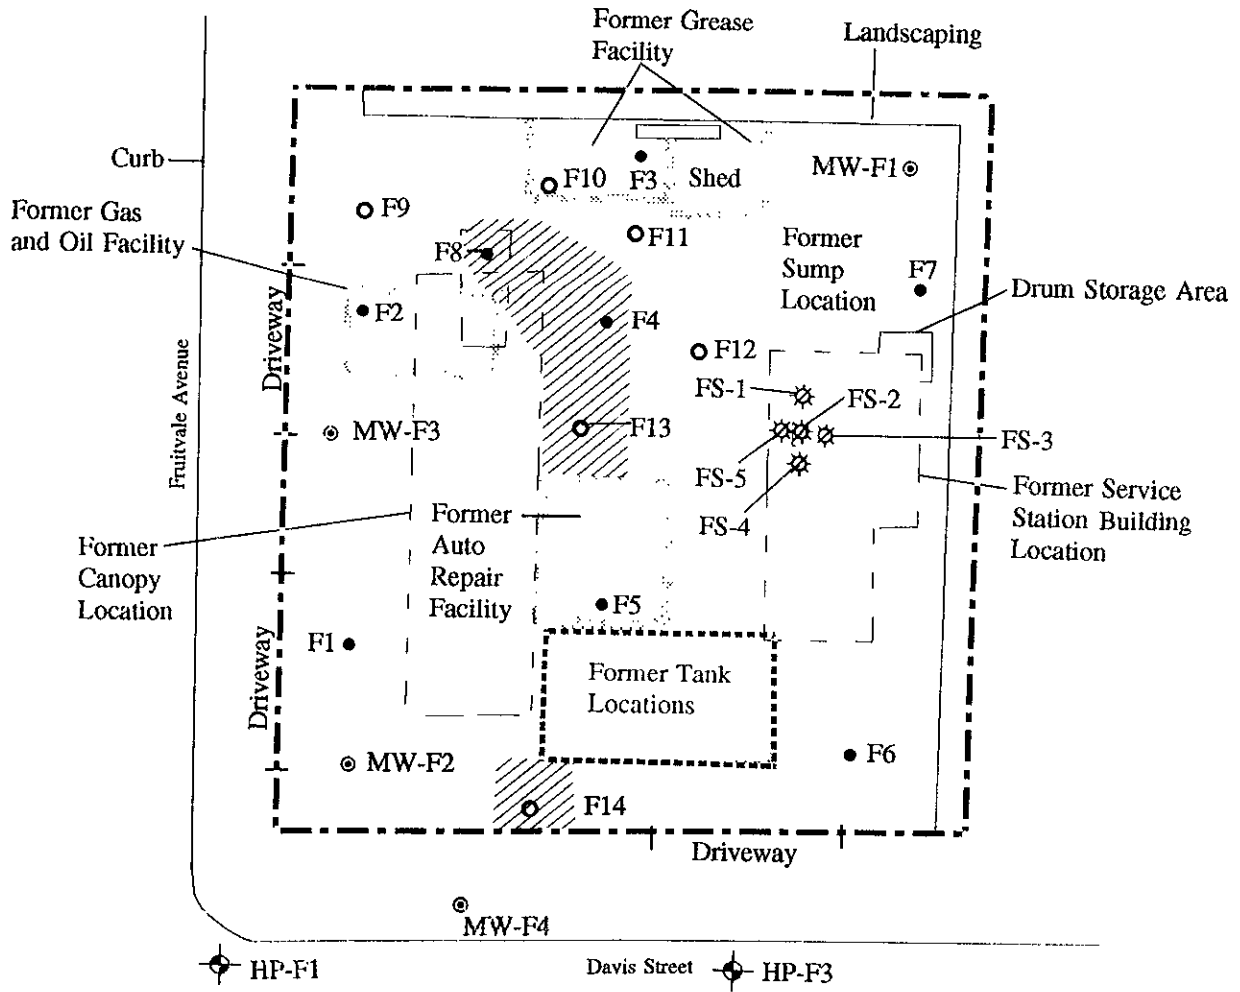 Former Grease
Facility
Landscaping
Curb
MW-F1
F10
F3
Shed
Former Gas
and Oil Facility
F9
F11
F8
Former
Sump
Location
F7
Drum Storage Area
Driveway
F2
F4
F12
FS-1
FS-2
Fruitvale Avenue
MW-F3
F13
FS-3
FS-5
FS-4
Former
Canopy
Location
Former
Auto
Repair
Facility
Former Service
Station Building
Location
F5
F1
Driveway
Former Tank
Locations
MW-F2
F6
F14
Driveway
MW-F4
HP-F1
Davis Street
HP-F3